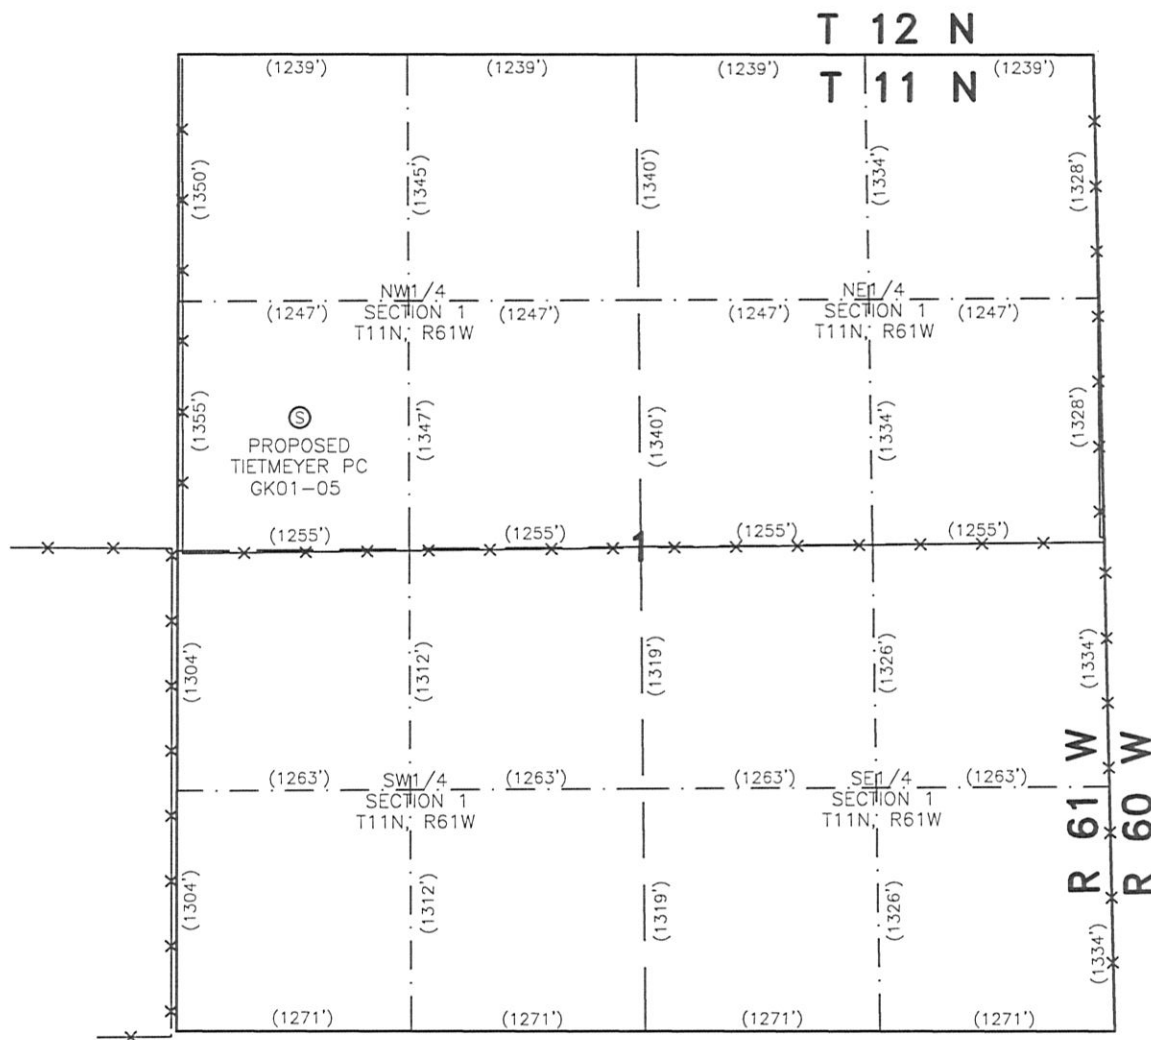 T 12 N
(1239') (1239') (1239') (1239')
T 11 N
(1350') (1345') (1340') (1334') (1328')
NW1/4
SECTION 1
T11N, R61W
NE1/4
SECTION 1
T11N, R61W
(1247') (1247') (1247') (1247')
(1355') (1347') (1340') (1334') (1328')
S
PROPOSED
TIETMEYER PC
GK01-05
(1255') (1255') (1255') (1255')
1
(1304') (1312') (1319') (1326') (1334')
SW1/4
SECTION 1
T11N, R61W
SE1/4
SECTION 1
T11N, R61W
(1263') (1263') (1263') (1263')
R 61 W
R 60 W
(1304') (1312') (1319') (1326') (1334')
(1271') (1271') (1271') (1271')